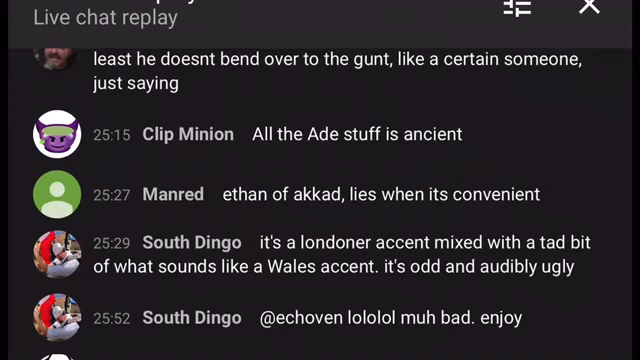 Live chat replay
least he doesnt bend over to the gunt, like a certain someone,
just saying
25:15 Clip Minion All the Ade stuff is ancient
25:27 Manred ethan of akkad, lies when its convenient
25:29 South Dingo it's a londoner accent mixed with a tad bit
of what sounds like a Wales accent. it's odd and audibly ugly
25:52 South Dingo @echoven lololol muh bad. enjoy